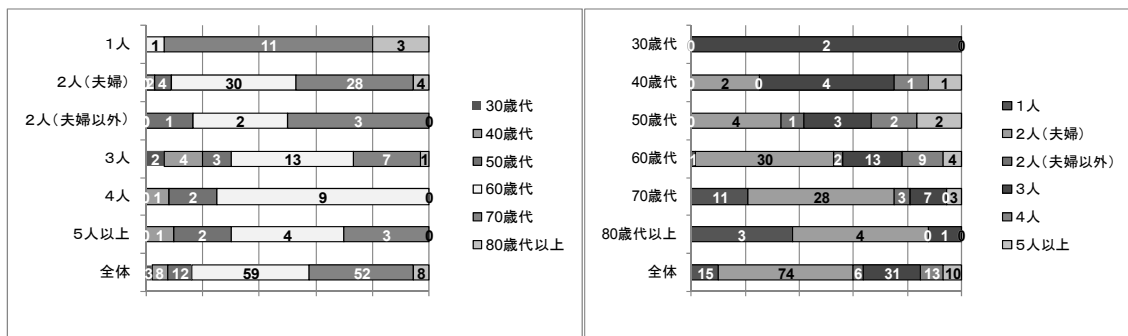 1人
1 11 3
2人(夫婦)
2 4 30 28 4
2人(夫婦以外)
0 1 2 3 0
3人
2 4 3 13 7 1
4人
0 1 2 9 0
5人以上
0 1 2 4 3 0
全体
3 8 12 59 52 8
30歳代
40歳代
50歳代
60歳代
70歳代
80歳代以上
30歳代
0 2 0
40歳代
0 2 0 4 1 1
50歳代
0 4 1 3 2 2
60歳代
1 30 2 13 9 4
70歳代
11 28 3 7 0 3
80歳代以上
3 4 0 1 0
全体
15 74 6 31 13 10
1人
2人(夫婦)
2人(夫婦以外)
3人
4人
5人以上